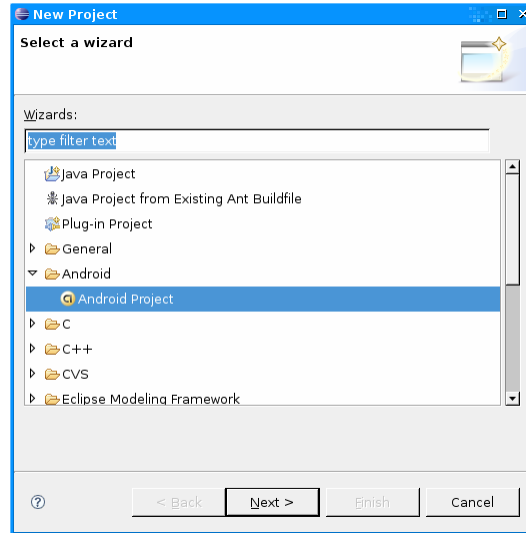 New Project
Select a wizard
Wizards:
type filter text
Java Project
Java Project from Existing Ant Buildfile
Plug-in Project
General
Android
Android Project
C
C++
CVS
Eclipse Modeling Framework
? < Back Next > Finish Cancel